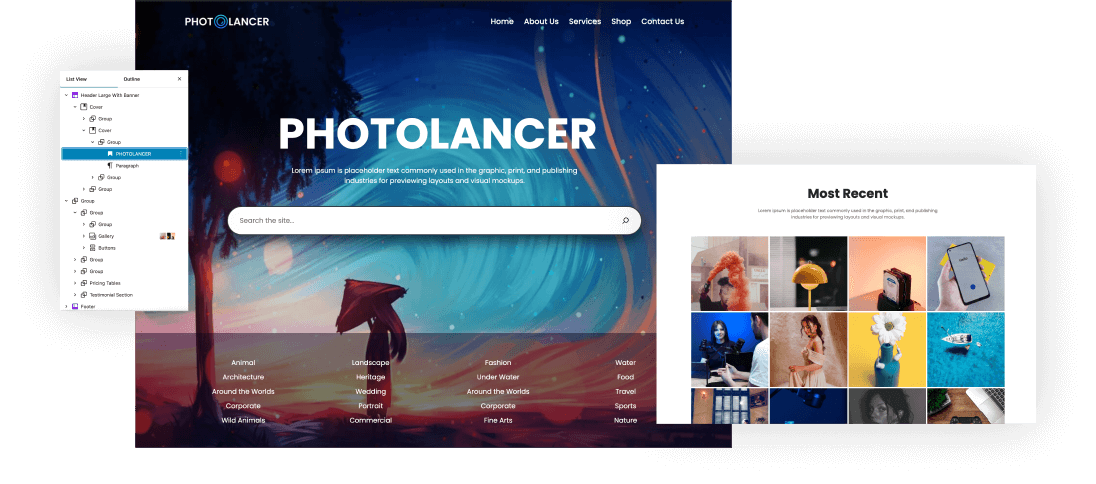 PHOTOLANCER
Home About Us Services Shop Contact Us
List View Outline
Header Large With Banner
Cover
Group
Cover
Group
PHOTOLANCER
Paragraph
Group
Group
Group
Group
Group
Gallery
Buttons
Group
Group
Pricing Tables
Testimonial Section
Footer
PHOTOLANCER
Lorem ipsum is placeholder text commonly used in the graphic, print, and publishing
industries for previewing layouts and visual mockups.
Search the site...
Animal Landscape Fashion Water
Architecture Heritage Under Water Food
Around the Worlds Wedding Around the Worlds Travel
Corporate Portrait Corporate Sports
Wild Animals Commercial Fine Arts Nature
Most Recent
Lorem ipsum is placeholder text commonly used in the graphic, print, and publishing
industries for previewing layouts and visual mockups.